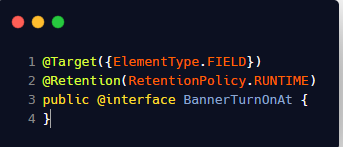 1 @Target({ElementType.FIELD})
2 @Retention(RetentionPolicy.RUNTIME)
3 public @interface BannerTurnOnAt {
4 }